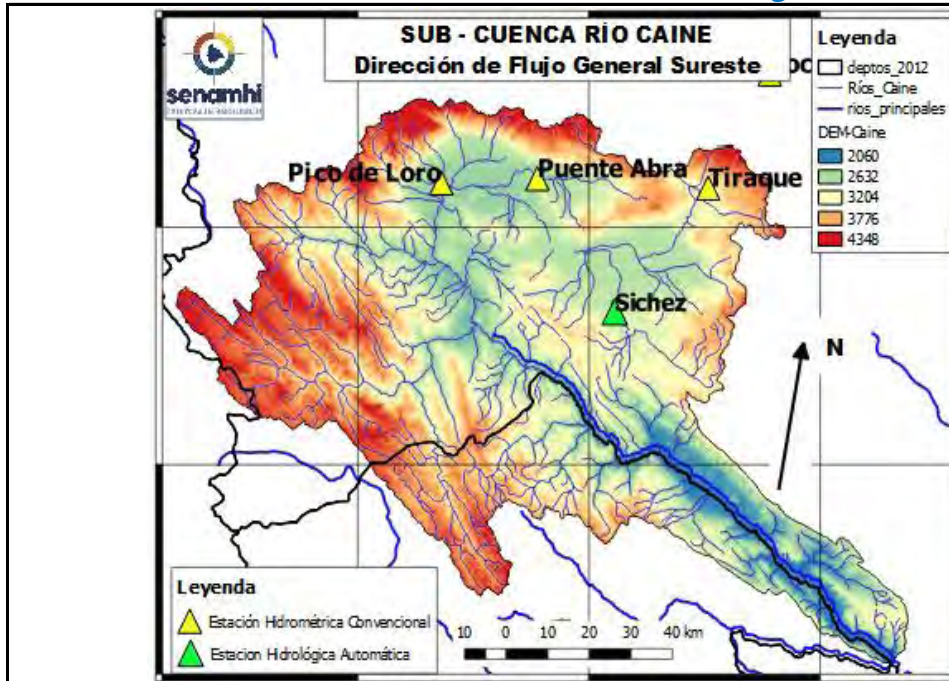 SUB - CUENCA RÍO CAINE
Dirección de Flujo General Sureste
senamhi
Leyenda
deptos_2012
Ríos_Caine
rios_principales
DEM-Caine
2060
2632
3204
3776
4348
Pico de Loro
Puente Abra
Tiraque
Sichez
N
Leyenda
Estación Hidrométrica Convencional
Estacion Hidrológica Automática
10 0 10 20 30 40 km